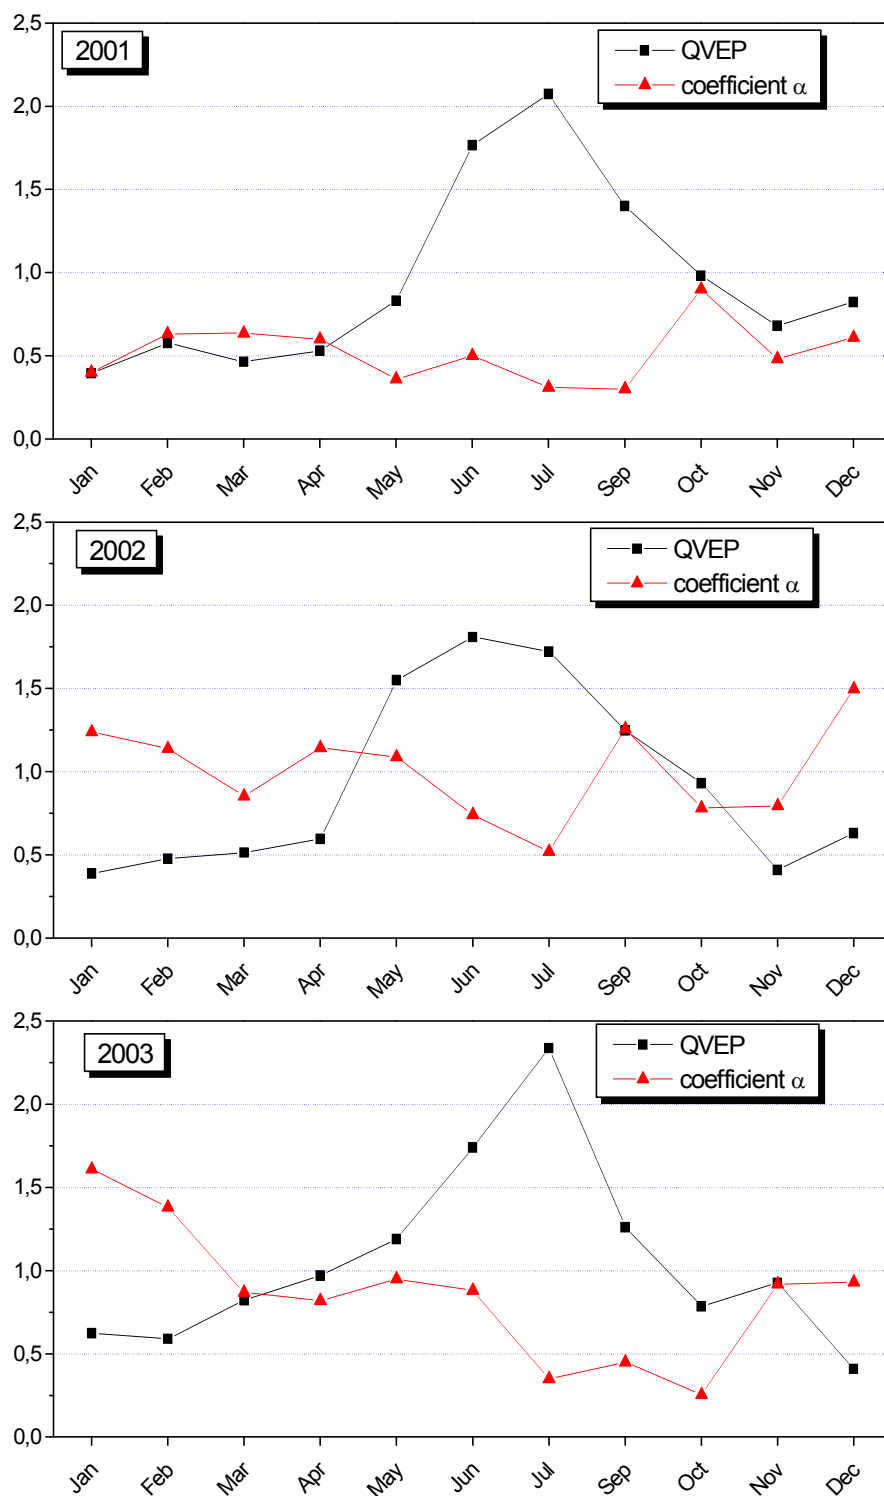 2,5
2001
QVEP
coefficient α
2,0
1,5
1,0
0,5
0,0
Jan Feb Mar Apr May Jun Jul Sep Oct Nov Dec
2,5
2002
QVEP
coefficient α
2,0
1,5
1,0
0,5
0,0
Jan Feb Mar Apr May Jun Jul Sep Oct Nov Dec
2,5
2003
QVEP
coefficient α
2,0
1,5
1,0
0,5
0,0
Jan Feb Mar Apr May Jun Jul Sep Oct Nov Dec